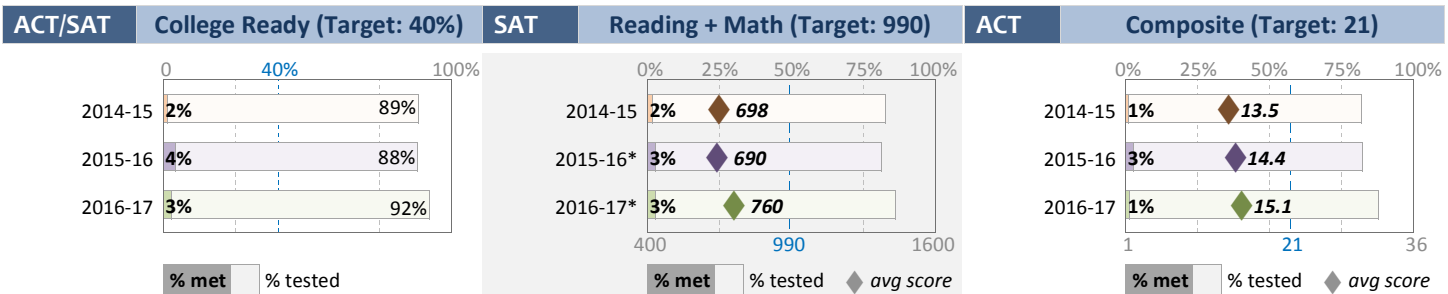 ACT/SAT College Ready (Target: 40%)
0 40% 100%
2014-15 2% 89%
2015-16 4% 88%
2016-17 3% 92%
% met % tested
SAT Reading + Math (Target: 990)
0% 25% 50% 75% 100%
2014-15 2% 698
2015-16* 3% 690
2016-17* 3% 760
400 990 1600
% met % tested avg score
ACT Composite (Target: 21)
0% 25% 50% 75% 100%
2014-15 1% 13.5
2015-16 3% 14.4
2016-17 1% 15.1
1 21 36
% met % tested avg score